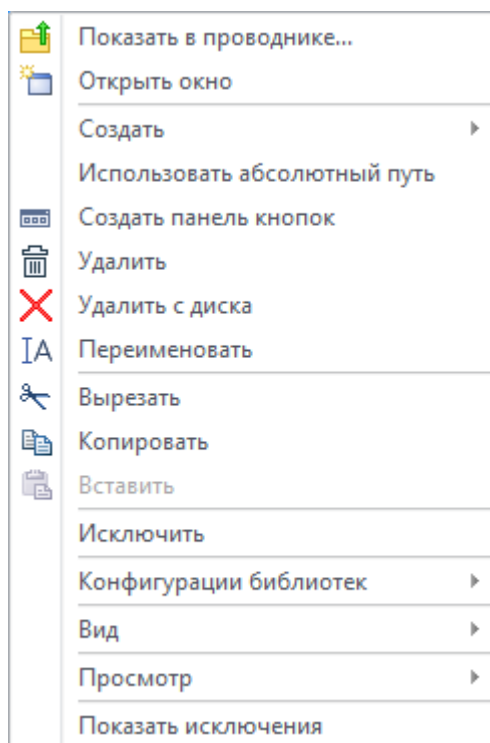 Показать в проводнике...
Открыть окно
Создать
Использовать абсолютный путь
Создать панель кнопок
Удалить
Удалить с диска
Переименовать
Вырезать
Копировать
Вставить
Исключить
Конфигурации библиотек
Вид
Просмотр
Показать исключения